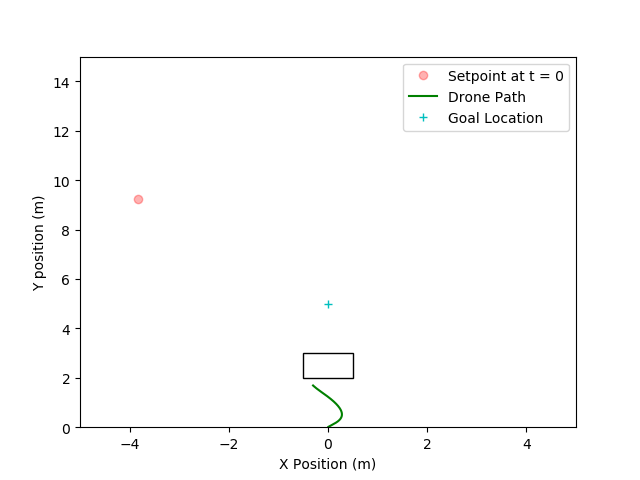 14
12
10
8
6
4
2
0
−4
−2
0
2
4
Y position (m)
X Position (m)
Setpoint at t = 0
Drone Path
Goal Location